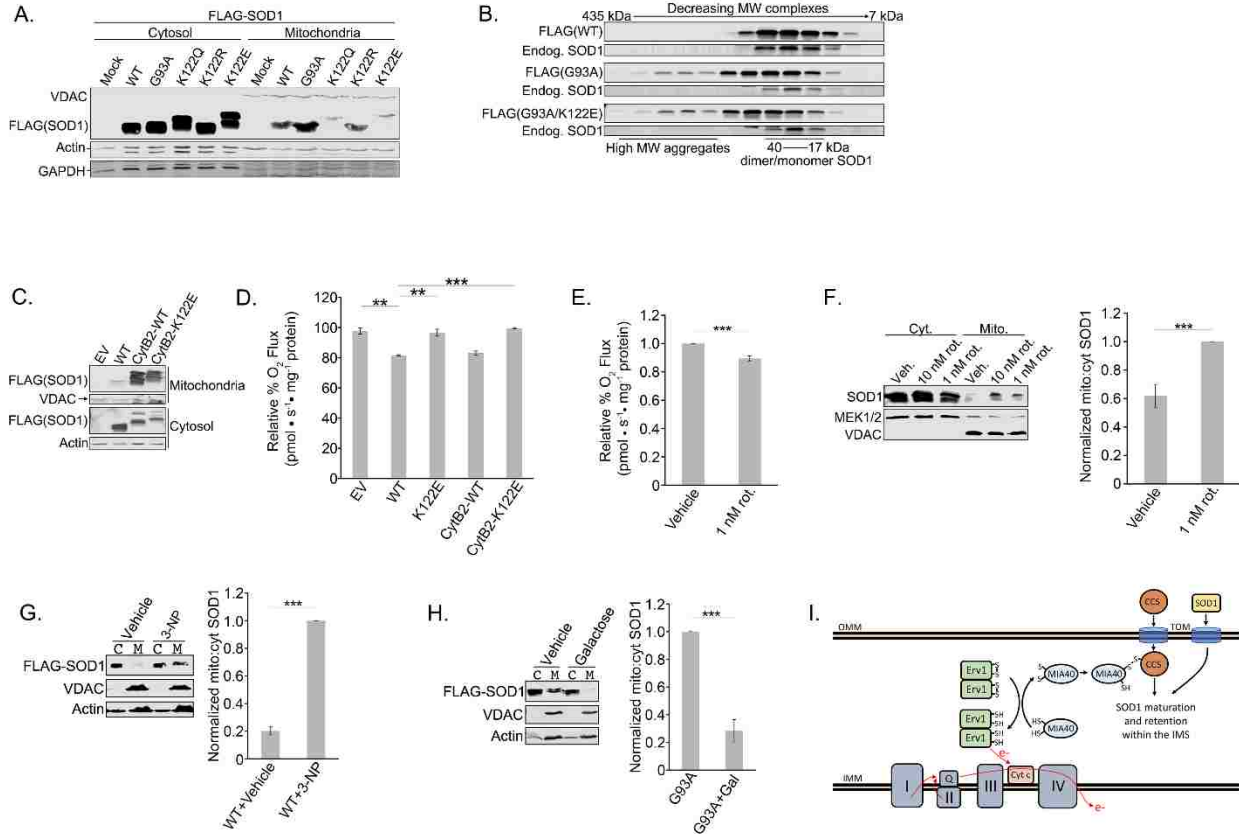 A.
FLAG-SOD1
Cytosol Mitochondria
Mock WT G93A K122Q K122R K122E Mock WT G93A K122Q K122R K122E
VDAC
FLAG(SOD1)
Actin
GAPDH
B.
Decreasing MW complexes
435 kDa 7 kDa
FLAG(WT)
Endog. SOD1
FLAG(G93A)
Endog. SOD1
FLAG(G93A/K122E)
Endog. SOD1
High MW aggregates 40 17 kDa
dimer/monomer SOD1
C.
EV WT CytB2-WT CytB2-K122E
FLAG(SOD1)
VDAC
Mitochondria
FLAG(SOD1)
Actin
Cytosol
D.
Relative % O2 Flux
(pmol • s-1• mg-1 protein)
120
100
80
60
40
20
0
** ** ***
EV WT K122E CytB2-WT CytB2-K122E
E.
Relative % O2 Flux
(pmol • s-1• mg-1 protein)
1.2
1.0
0.8
0.6
0.4
0.2
0
***
Vehicle 1 nM rot.
F.
Cyt. Mito.
Veh. 10 nM rot. 1 nM rot. Veh. 10 nM rot. 1 nM rot.
SOD1
MEK1/2
VDAC
Normalized mito:cyt SOD1
1.2
1.0
0.8
0.6
0.4
0.2
0
***
Vehicle 1 nM rot.
G.
Vehicle 3-NP
C M C M
FLAG-SOD1
VDAC
Actin
Normalized mito:cyt SOD1
1.2
1.0
0.8
0.6
0.4
0.2
0
***
WT+Vehicle WT+3-NP
H.
Vehicle Galactose
C M C M
FLAG-SOD1
VDAC
Actin
Normalized mito:cyt SOD1
1.2
1.0
0.8
0.6
0.4
0.2
0
***
G93A G93A+Gal
I.
CCS SOD1
OMM TOM
Erv1 S S MIA40 S S MIA40 S S CCS
Erv1 S S SH
Erv1 SH SH HS HS MIA40
Erv1 SH SH
SOD1 maturation
and retention
within the IMS
e-
IMM I Q II III Cyt c IV
e-